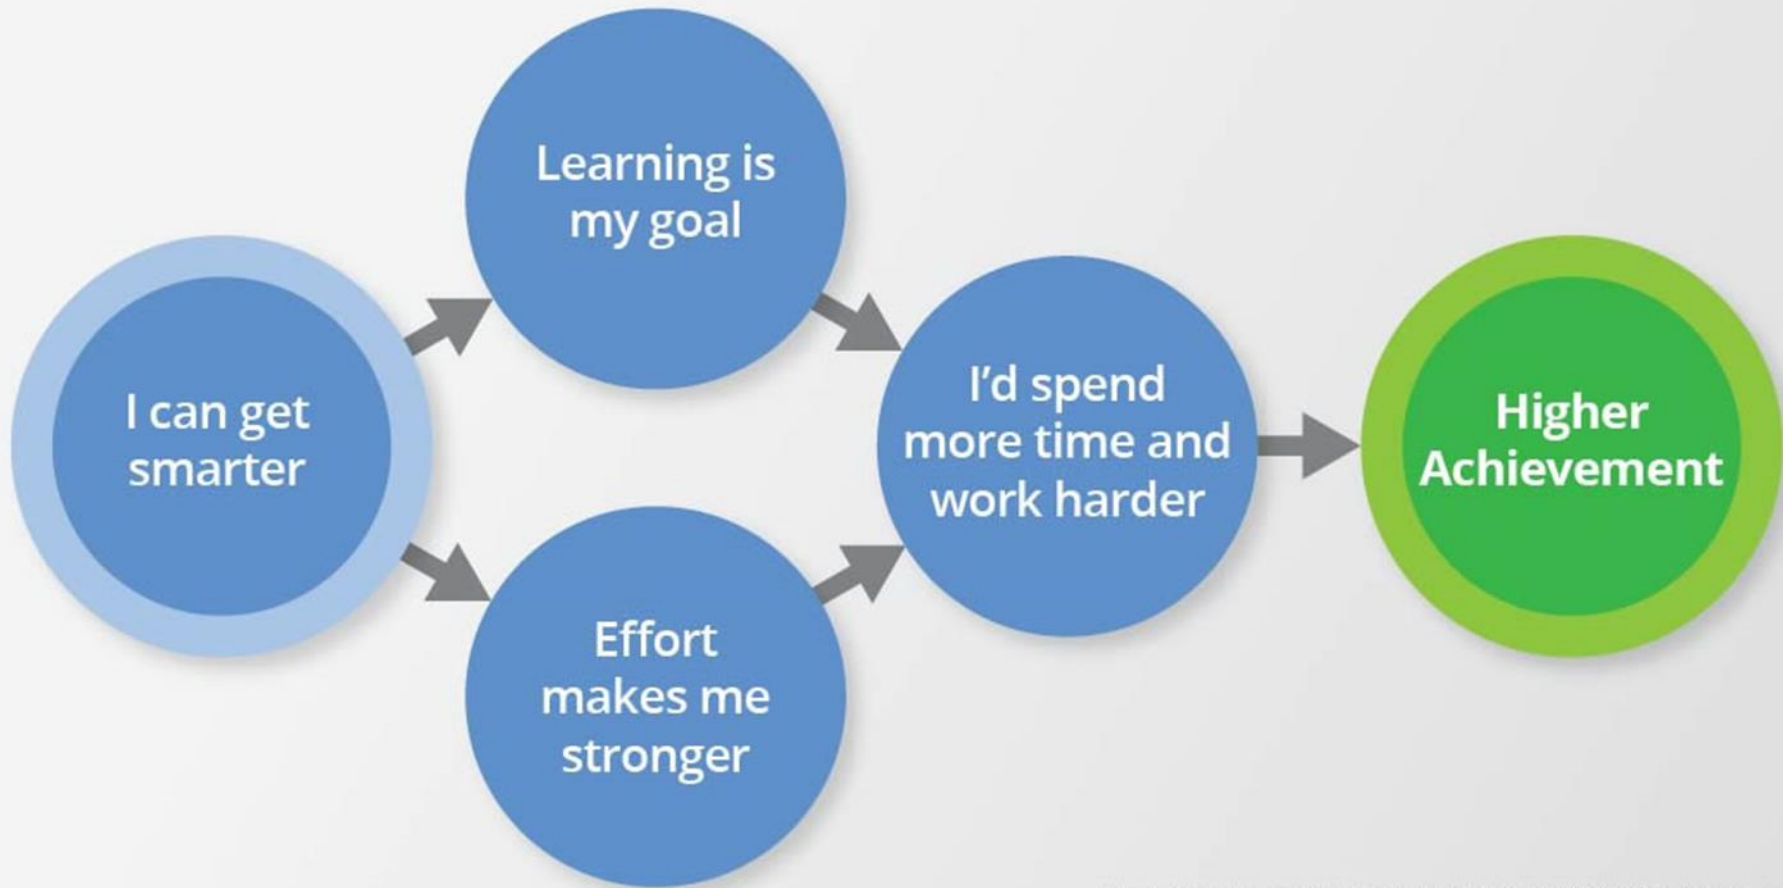 Learning is
my goal
I can get
smarter
I'd spend
more time and
work harder
Higher
Achievement
Effort
makes me
stronger